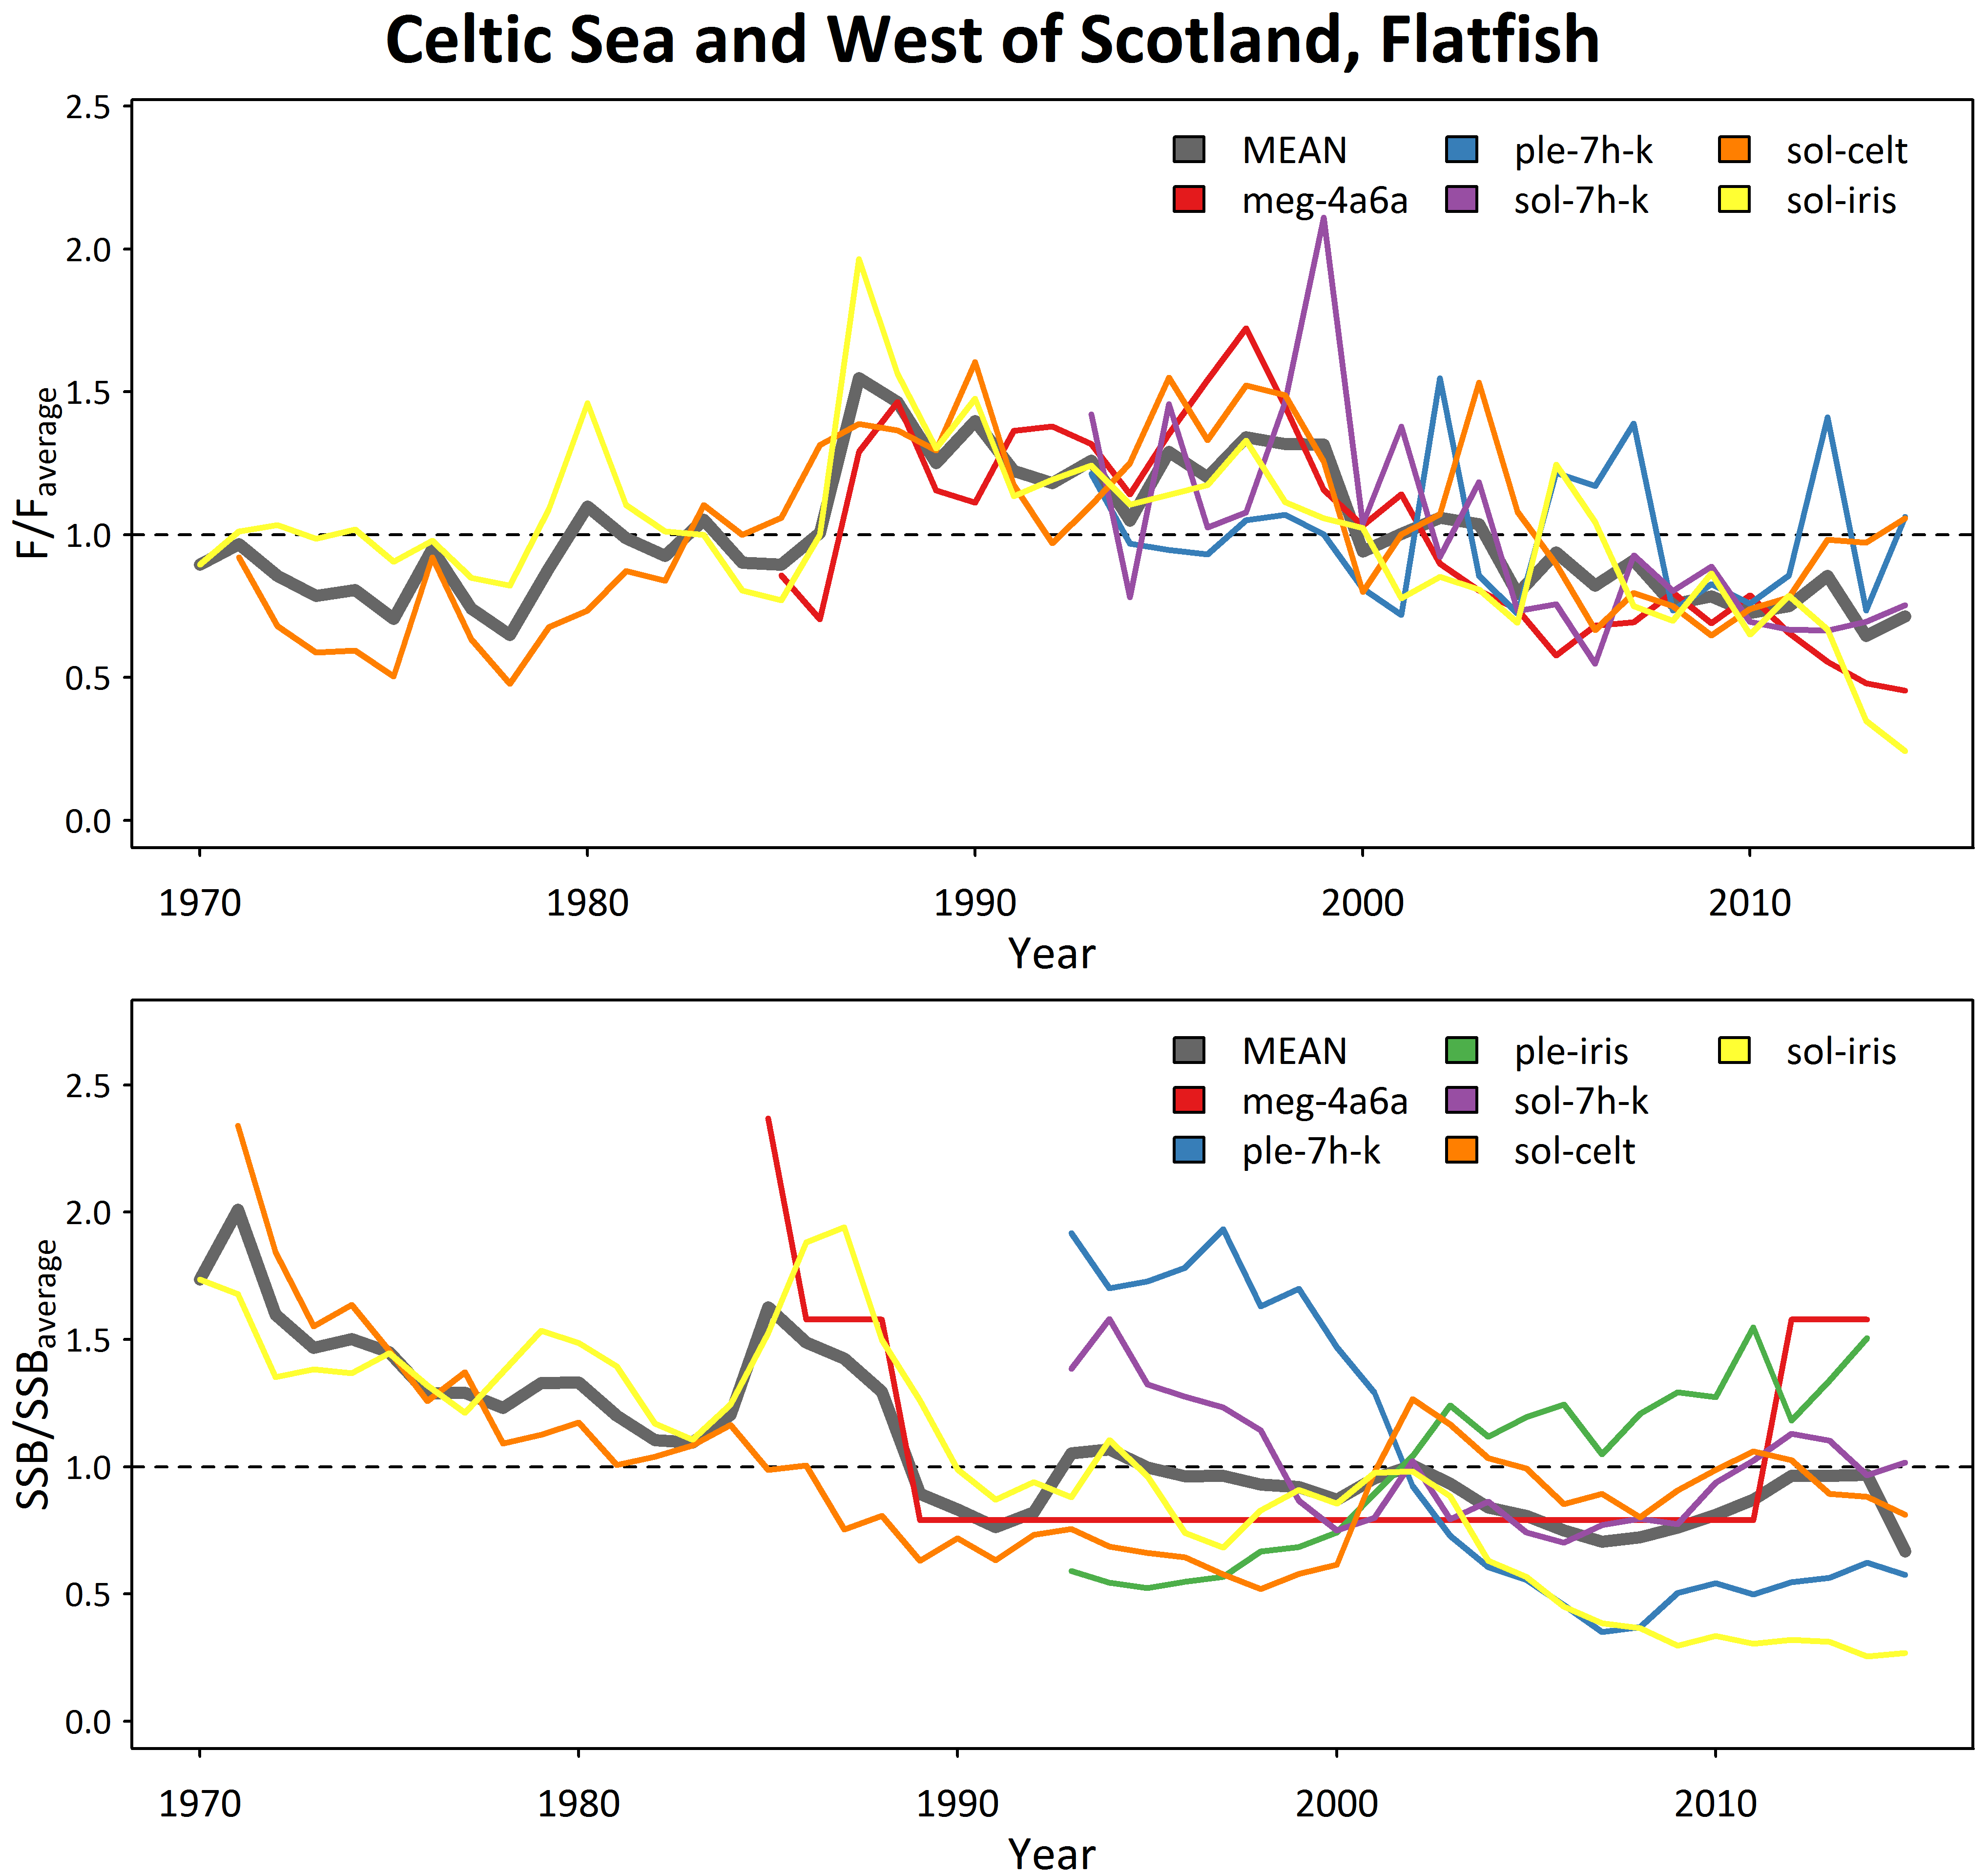 Celtic Sea and West of Scotland, Flatfish
2.5
2.0
1.5
1.0
0.5
0.0
F/Faverage
MEAN ple-7h-k sol-celt
meg-4a6a sol-7h-k sol-iris
1970 1980 1990 2000 2010
Year
2.5
2.0
1.5
1.0
0.5
0.0
SSB/SSBaverage
MEAN ple-iris sol-iris
meg-4a6a sol-7h-k
ple-7h-k sol-celt
1970 1980 1990 2000 2010
Year